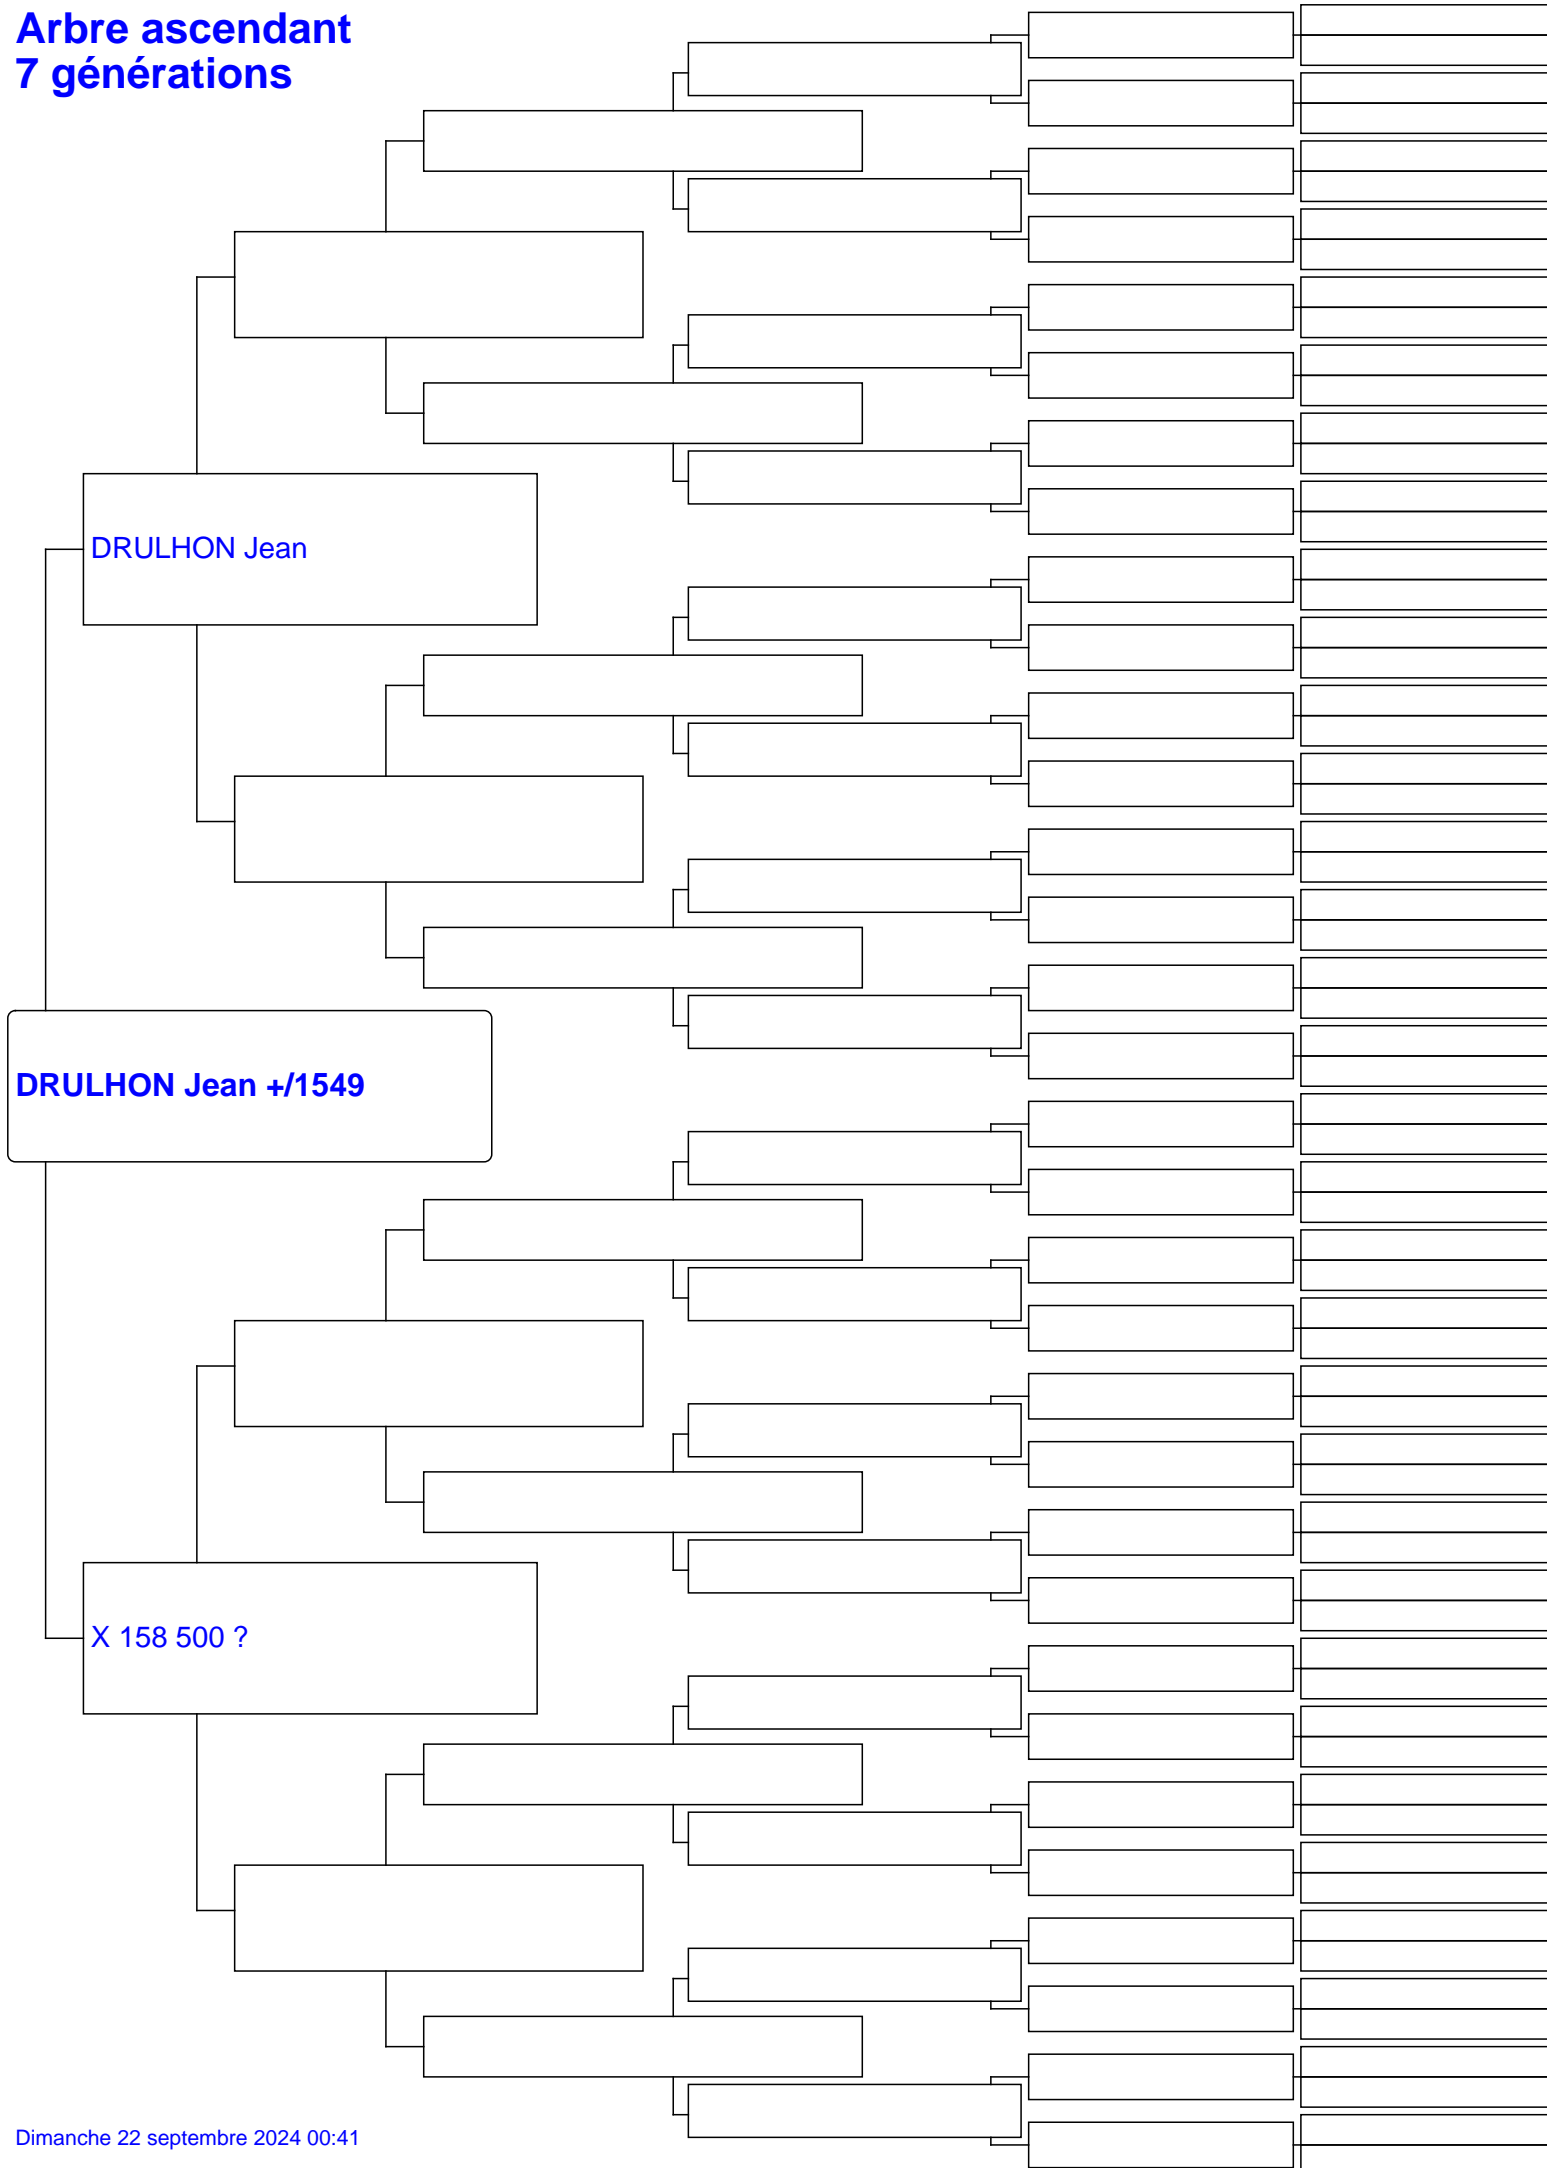 Arbre ascendant
7 générations
DRULHON Jean
DRULHON Jean +/1549
X 158 500 ?
Dimanche 22 septembre 2024 00:41